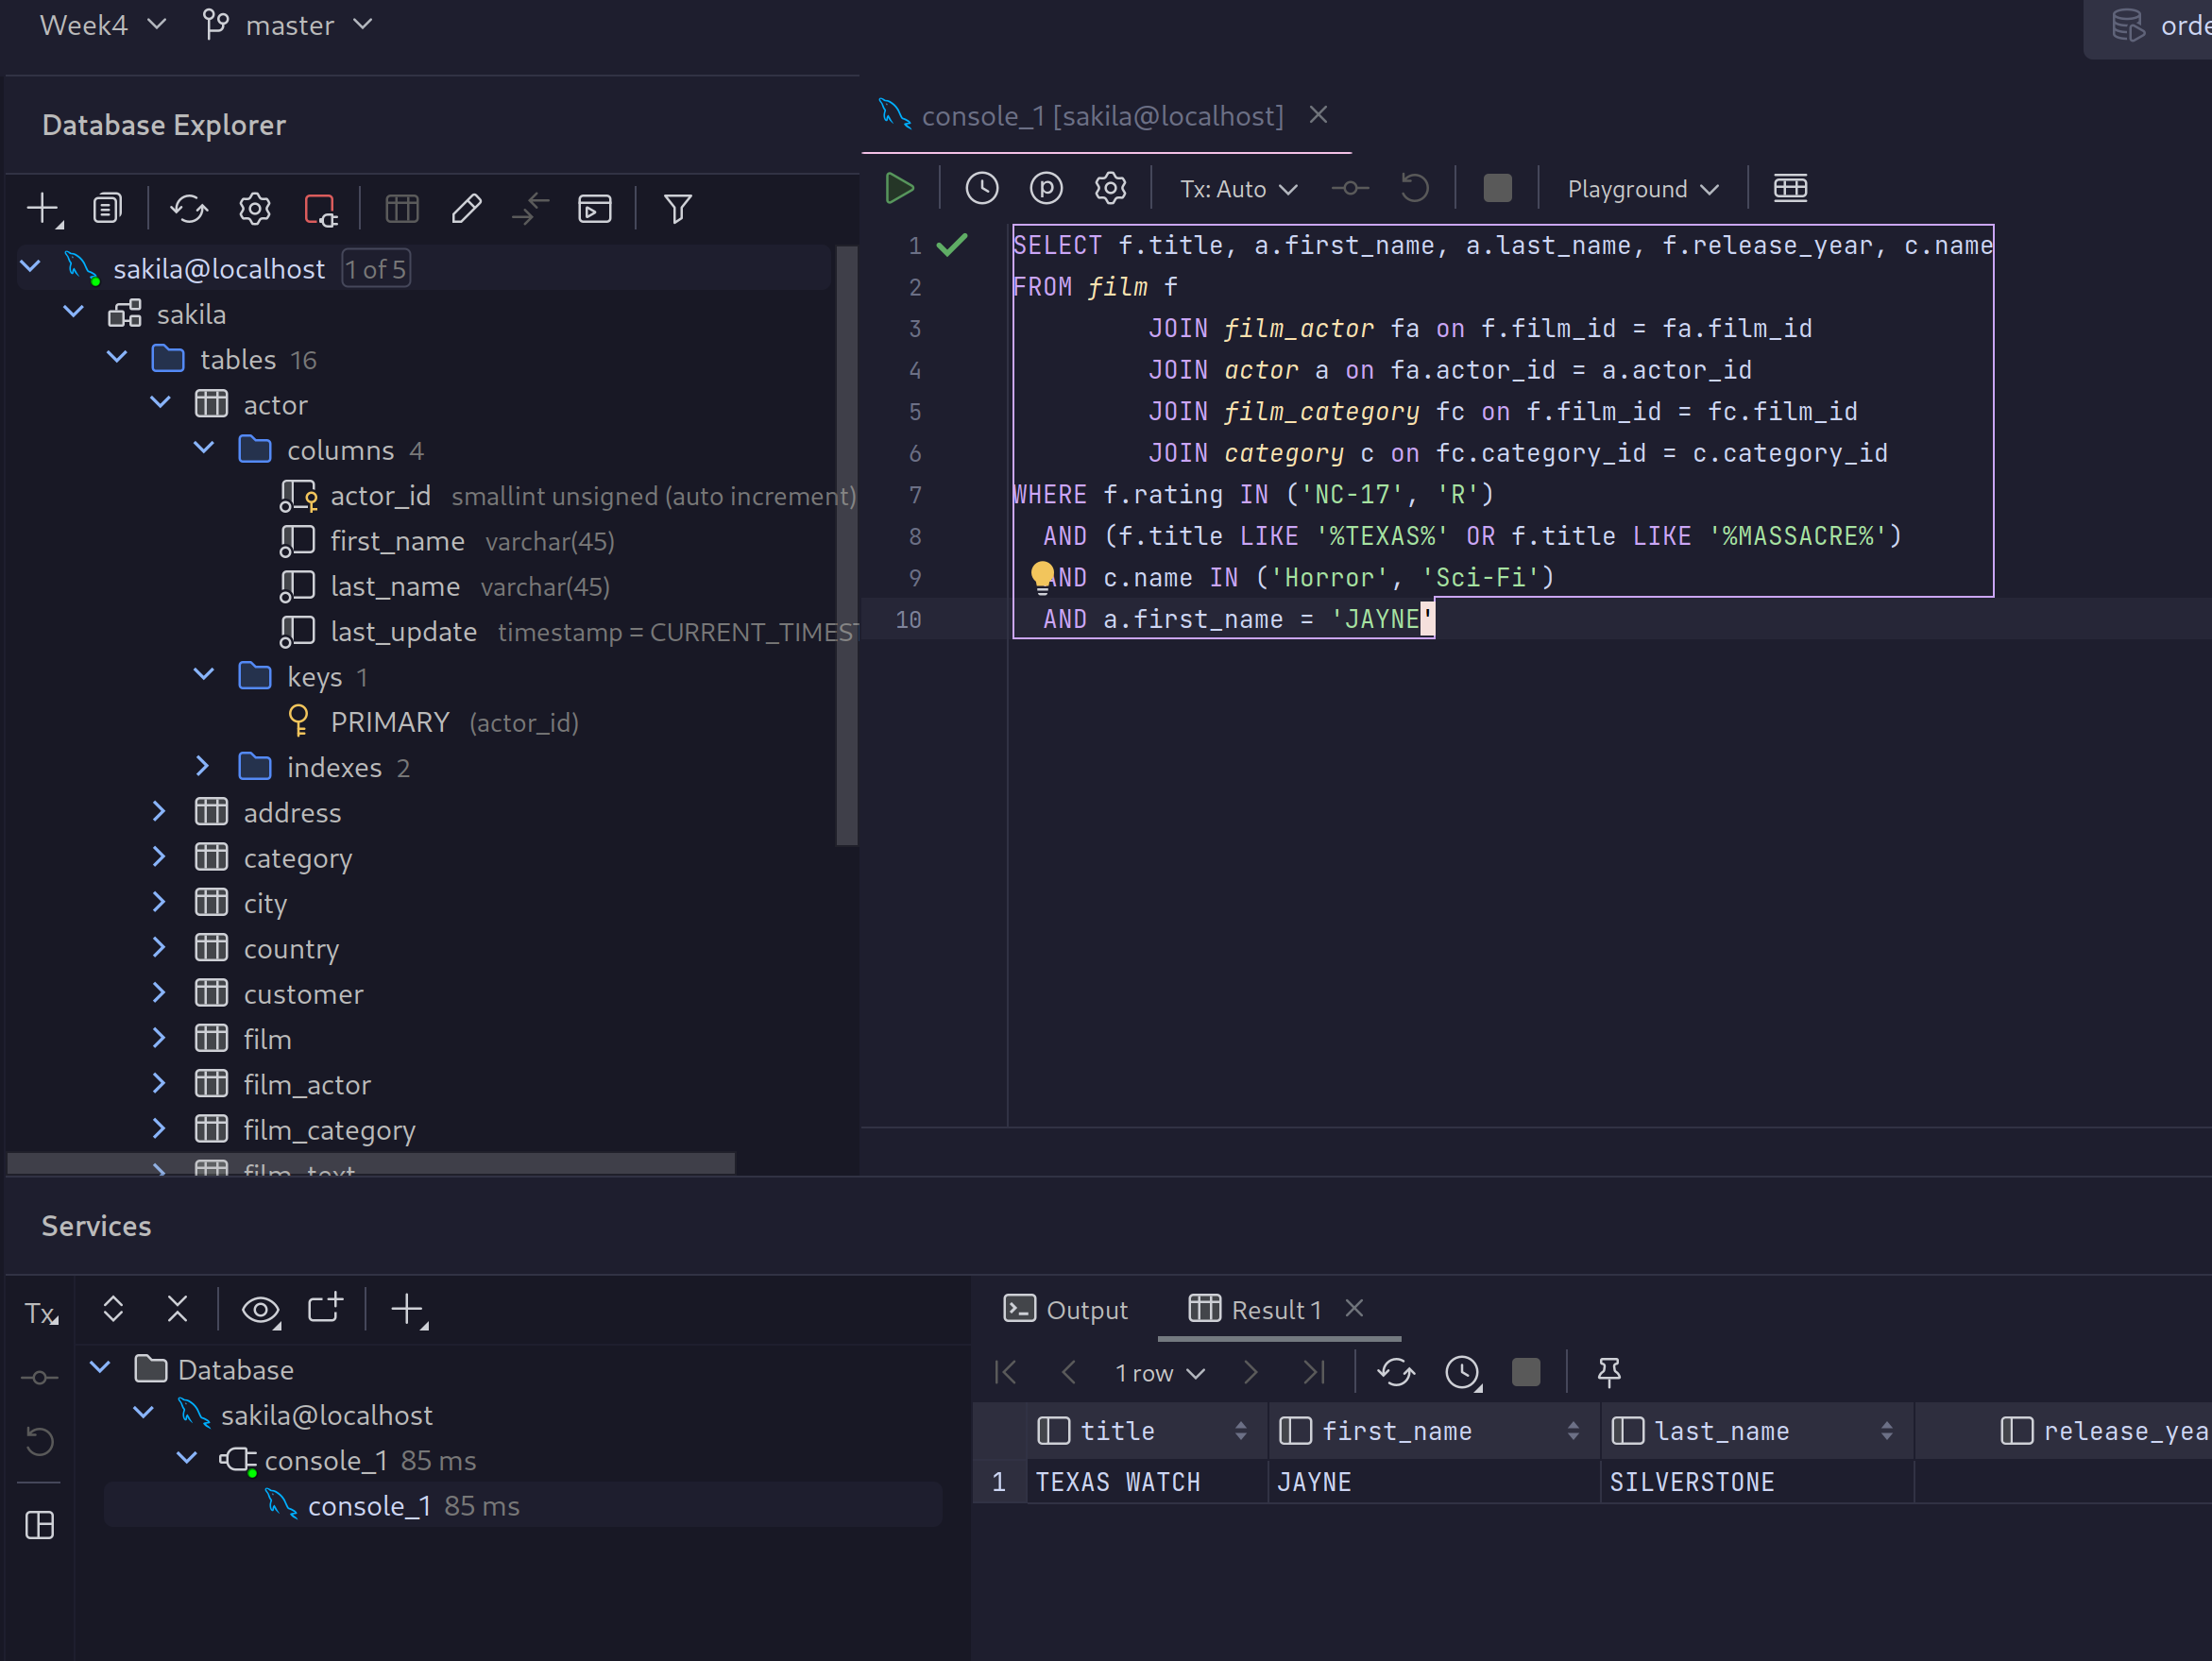 Week4 master
orde
Database Explorer
console_1 [sakila@localhost]
Tx: Auto Playground
sakila@localhost 1 of 5
sakila
tables 16
actor
columns 4
actor_id smallint unsigned (auto increment)
first_name varchar(45)
last_name varchar(45)
last_update timestamp = CURRENT_TIMEST
keys 1
PRIMARY (actor_id)
indexes 2
address
category
city
country
customer
film
film_actor
film_category
film_text
1 SELECT f.title, a.first_name, a.last_name, f.release_year, c.name
2 FROM film f
3 JOIN film_actor fa on f.film_id = fa.film_id
4 JOIN actor a on fa.actor_id = a.actor_id
5 JOIN film_category fc on f.film_id = fc.film_id
6 JOIN category c on fc.category_id = c.category_id
7 WHERE f.rating IN ('NC-17', 'R')
8 AND (f.title LIKE '%TEXAS%' OR f.title LIKE '%MASSACRE%')
9 AND c.name IN ('Horror', 'Sci-Fi')
10 AND a.first_name = 'JAYNE'
Services
Tx
Database
sakila@localhost
console_1 85 ms
console_1 85 ms
Output Result 1
1 row
title first_name last_name release_yea
1 TEXAS WATCH JAYNE SILVERSTONE